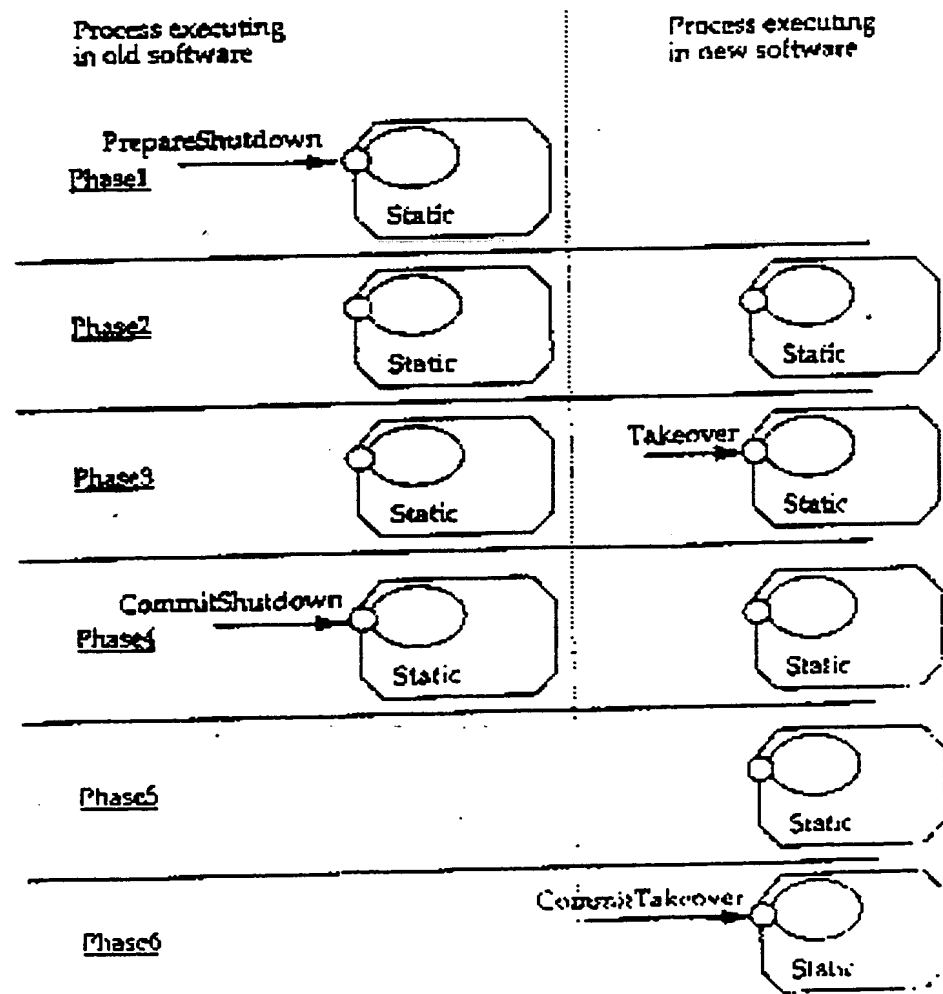 Process executing
in old software
Process executing
in new software
PrepareShutdown
Phase1
Static
Phase2
Static
Static
Takeover
Phase3
Static
Static
CommitShutdown
Phase4
Static
Static
Phase5
Static
CommitTakeover
Phase6
Static